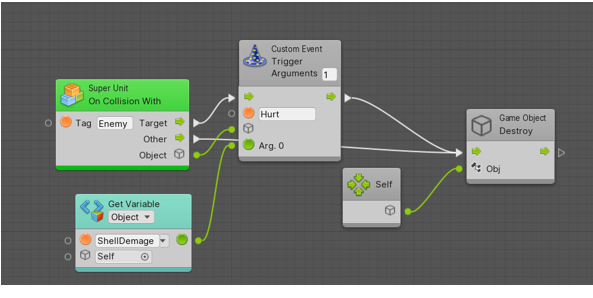 Super Unit
On Collision With
Tag Enemy Target
Other
Object
Custom Event
Trigger
Arguments 1
Hurt
Arg. 0
Get Variable
Object
ShellDemage
Self
Self
Game Object
Destroy
Obj